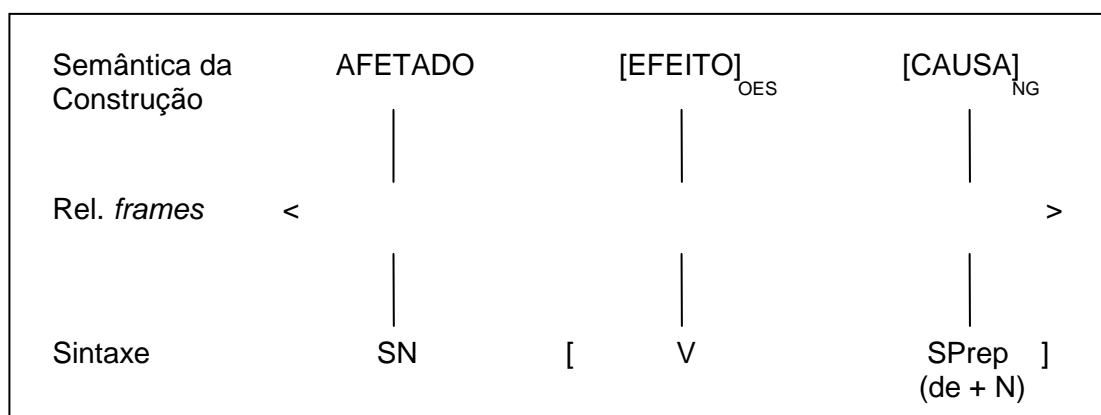 Semântica da Construção AFETADO [EFEITO]OES [CAUSA]NG
Rel. frames < >
Sintaxe SN [ V SPrep ]
(de + N)